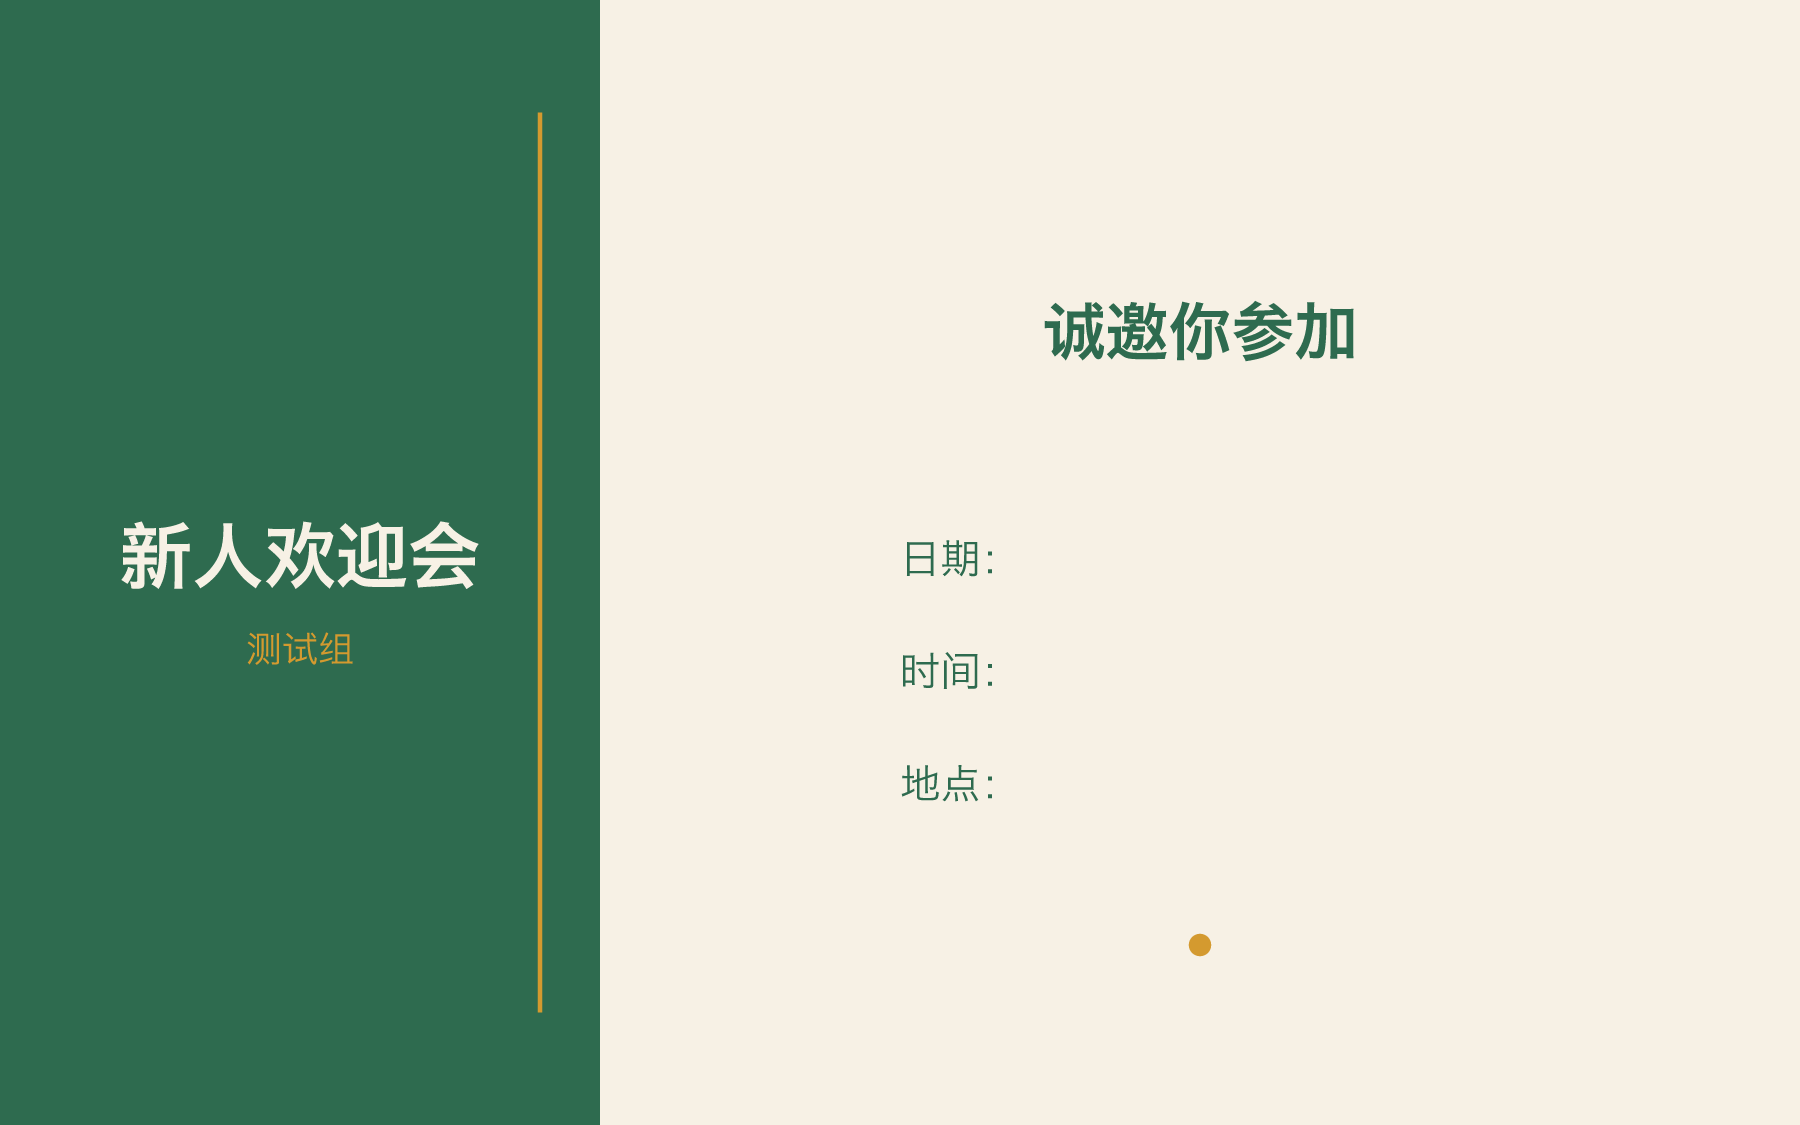 新人欢迎会
测试组
诚邀你参加
日期：
时间：
地点：